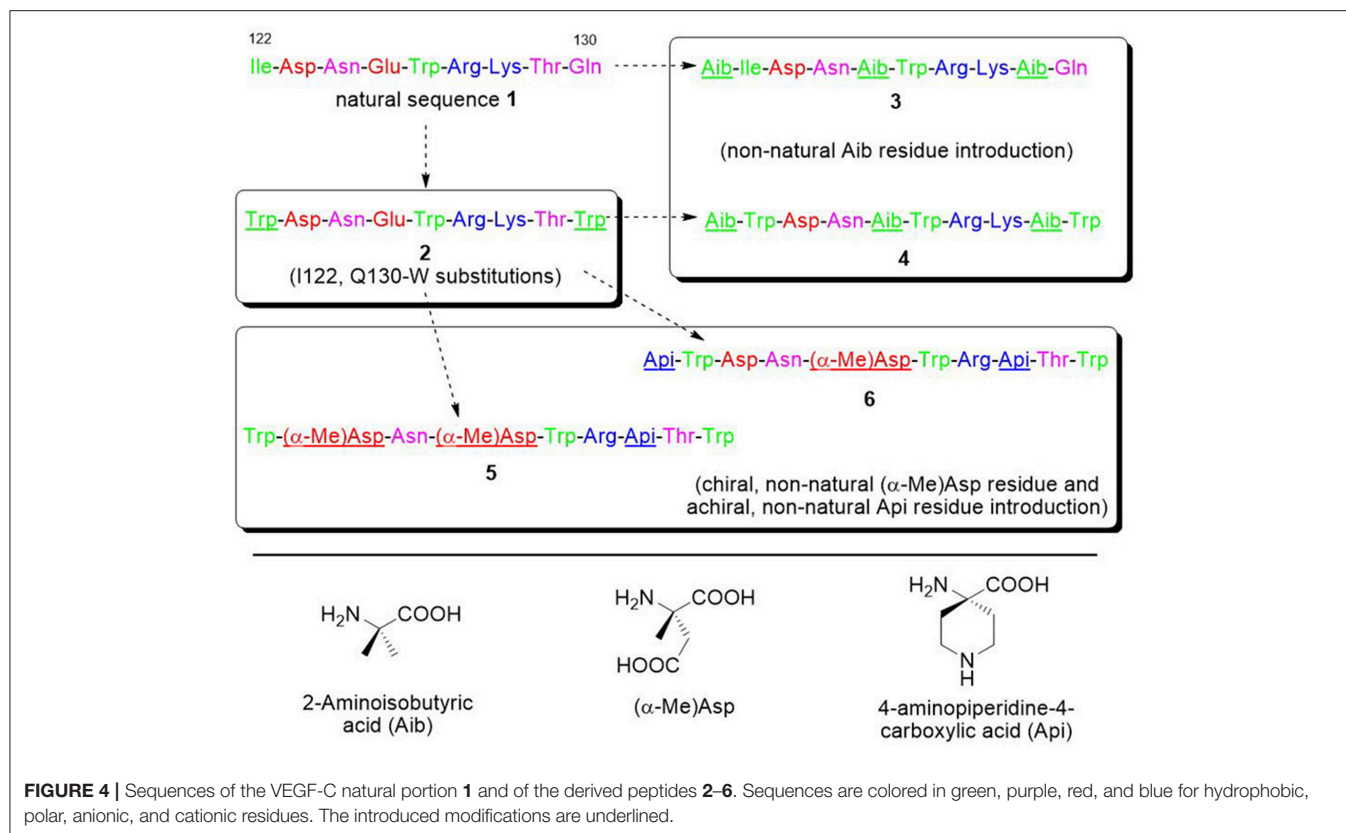 122
130
Ile-Asp-Asn-Glu-Trp-Arg-Lys-Thr-Gln
natural sequence 1
Aib-Ile-Asp-Asn-Aib-Trp-Arg-Lys-Aib-Gln
3
(non-natural Aib residue introduction)
Trp-Asp-Asn-Glu-Trp-Arg-Lys-Thr-Trp
2
(I122, Q130-W substitutions)
Aib-Trp-Asp-Asn-Aib-Trp-Arg-Lys-Aib-Trp
4
Api-Trp-Asp-Asn-(α-Me)Asp-Trp-Arg-Api-Thr-Trp
6
Trp-(α-Me)Asp-Asn-(α-Me)Asp-Trp-Arg-Api-Thr-Trp
5
(chiral, non-natural (α-Me)Asp residue and
achiral, non-natural Api residue introduction)
H₂N
COOH
2-Aminoisobutyric
acid (Aib)
H₂N
COOH
HOOC
(α-Me)Asp
H₂N
COOH
N
H
4-aminopiperidine-4-
carboxylic acid (Api)
FIGURE 4 | Sequences of the VEGF-C natural portion 1 and of the derived peptides 2–6. Sequences are colored in green, purple, red, and blue for hydrophobic,
polar, anionic, and cationic residues. The introduced modifications are underlined.